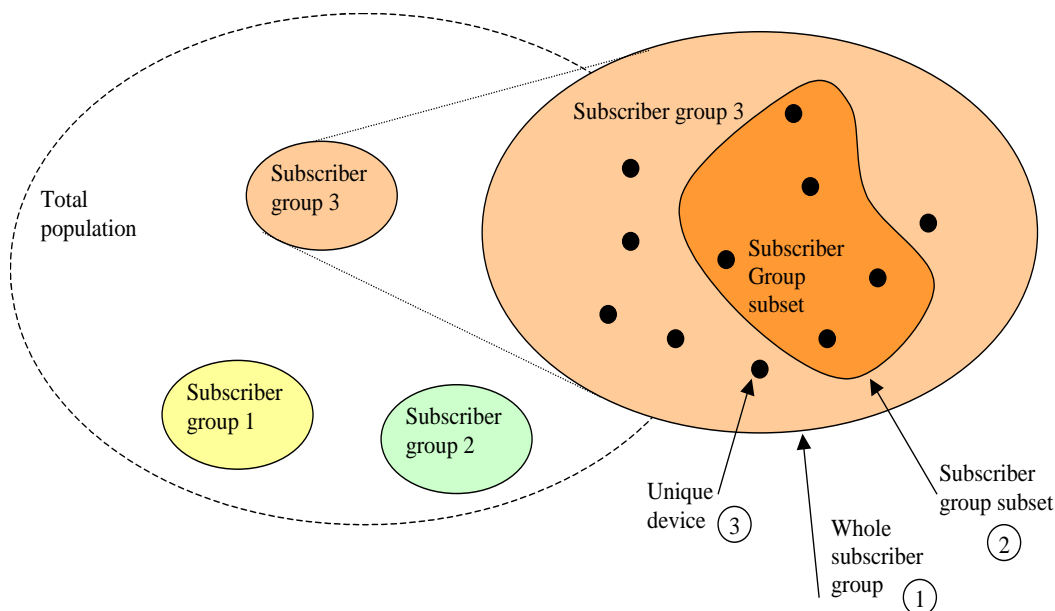 Total
population
Subscriber
group 3
Subscriber
group 1
Subscriber
group 2
Subscriber group 3
Subscriber
Group
subset
Unique
device
3
Whole
subscriber
group
1
Subscriber
group subset
2